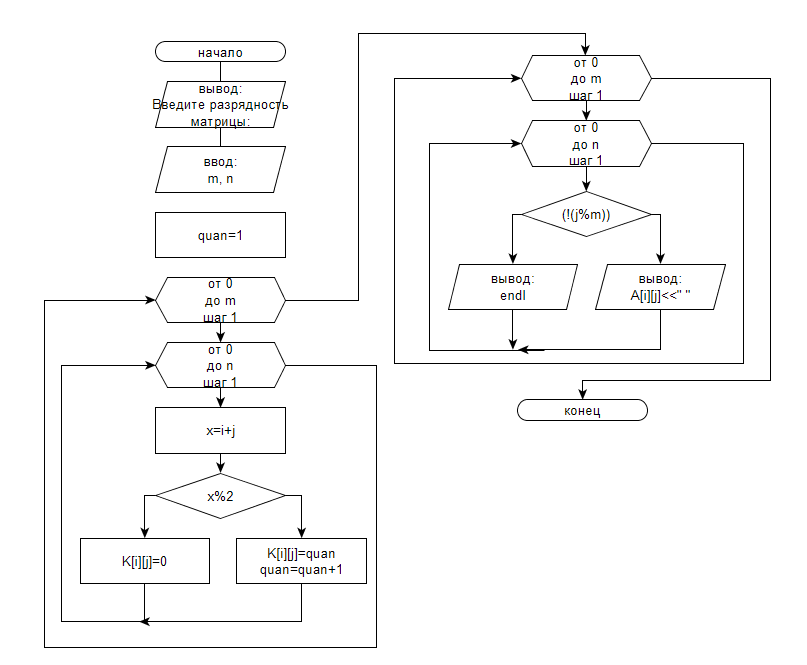 начало
вывод:
Введите разрядность
матрицы:
ввод:
m, n
quan=1
от 0
до m
шаг 1
от 0
до n
шаг 1
x=i+j
x%2
K[i][j]=0
K[i][j]=quan
quan=quan+1
от 0
до m
шаг 1
от 0
до n
шаг 1
(!(j%m))
вывод:
endl
вывод:
A[i][j]<<" "
конец